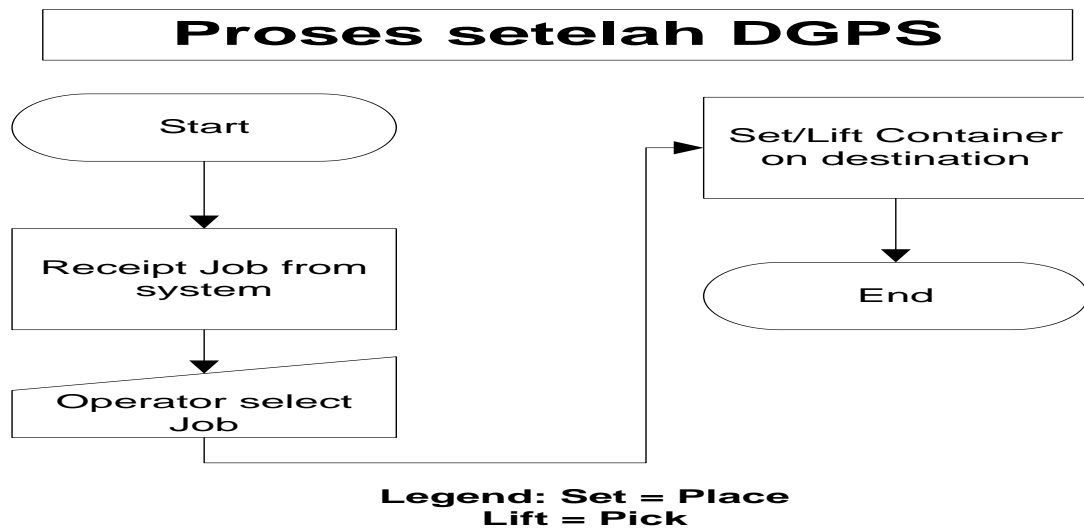 Proses setelah DGPS
Start
Receipt Job from
system
Operator select
Job
Set/Lift Container
on destination
End
Legend: Set = Place
Lift = Pick